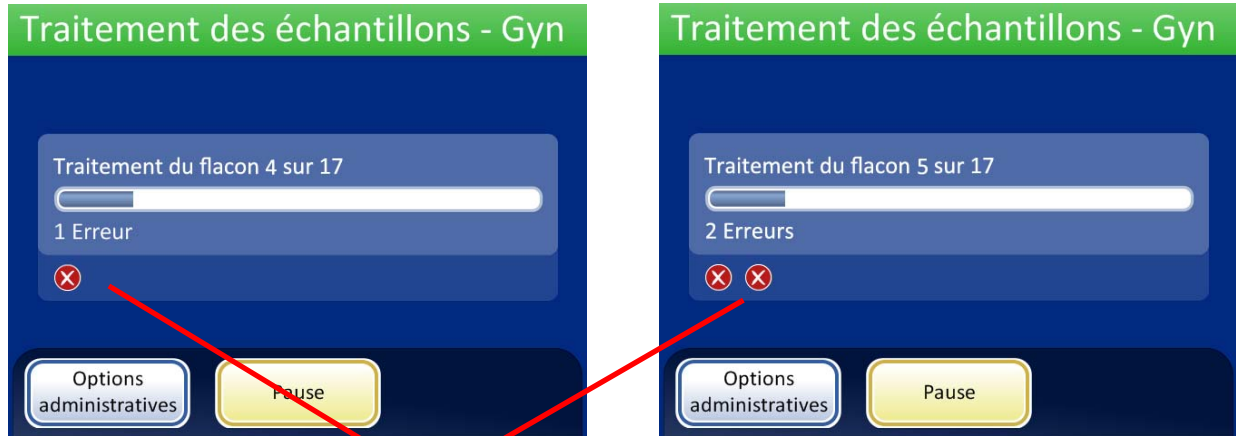 Traitement des échantillons - Gyn
Traitement du flacon 4 sur 17
1 Erreur
Options
administratives
Pause
Traitement des échantillons - Gyn
Traitement du flacon 5 sur 17
2 Erreurs
Options
administratives
Pause